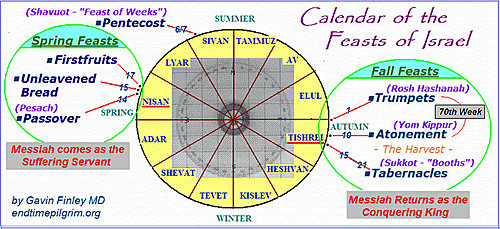 Calendar of the
Feasts of Israel
(Shavuot - "Feast of Weeks")
Pentecost
6/7
SUMMER
Spring Feasts
Firstfruits
17
Unleavened
Bread
15
(Pesach)
14
Passover
SPRING
Messiah comes as the
Suffering Servant
by Gavin Finley MD
endtimepilgrim.org
SIVAN
TAMMUZ
LYAR
AV
NISAN
ELUL
ADAR
TISHREI
SHEVAT
HESHVAN
TEVET
KISLEV
WINTER
Fall Feasts
(Rosh Hashanah)
Trumpets
1
70th Week
AUTUMN
(Yom Kippur)
10
Atonement
- The Harvest -
15
(Sukkot - "Booths")
21
Tabernacles
Messiah Returns as the
Conquering King